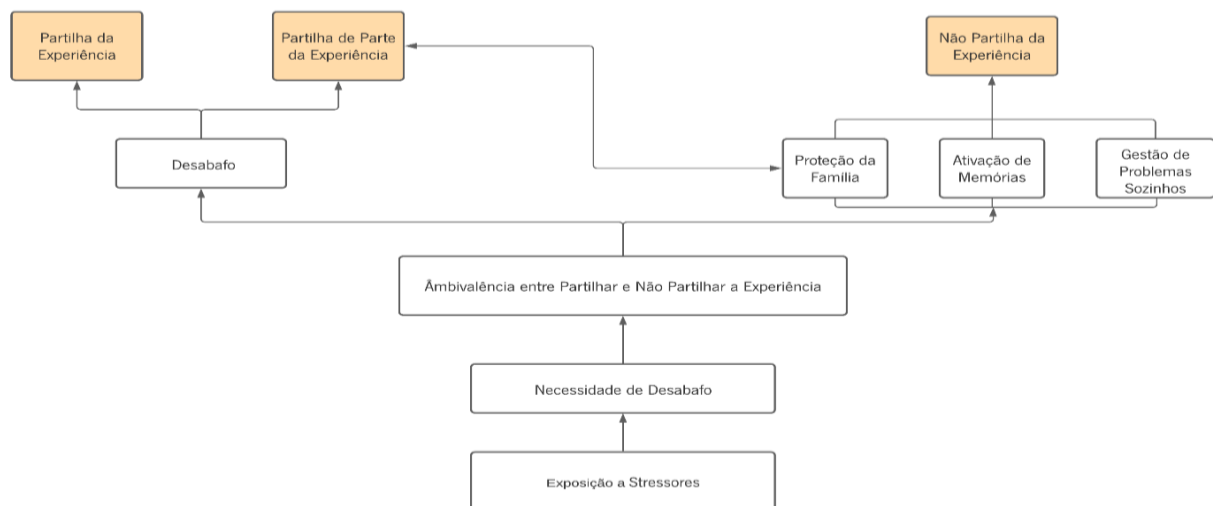 Partilha da
Experiência
Partilha de Parte
da Experiência
Não Partilha da
Experiência
Desabafo
Proteção da
Família
Ativação de
Memórias
Gestão de
Problemas
Sozinhos
Âmbivalência entre Partilhar e Não Partilhar a Experiência
Necessidade de Desabafo
Exposição a Stressores